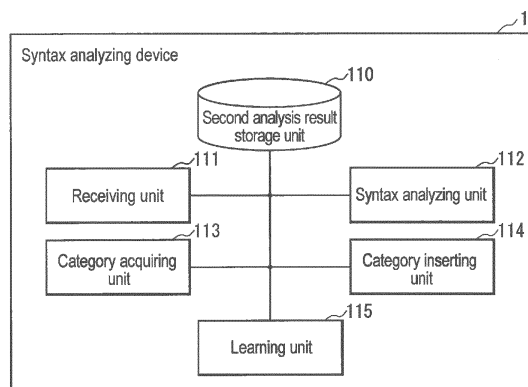 1
Syntax analyzing device
110
Second analysis result
storage unit
111
Receiving unit
112
Syntax analyzing unit
113
Category acquiring
unit
114
Category inserting
unit
115
Learning unit